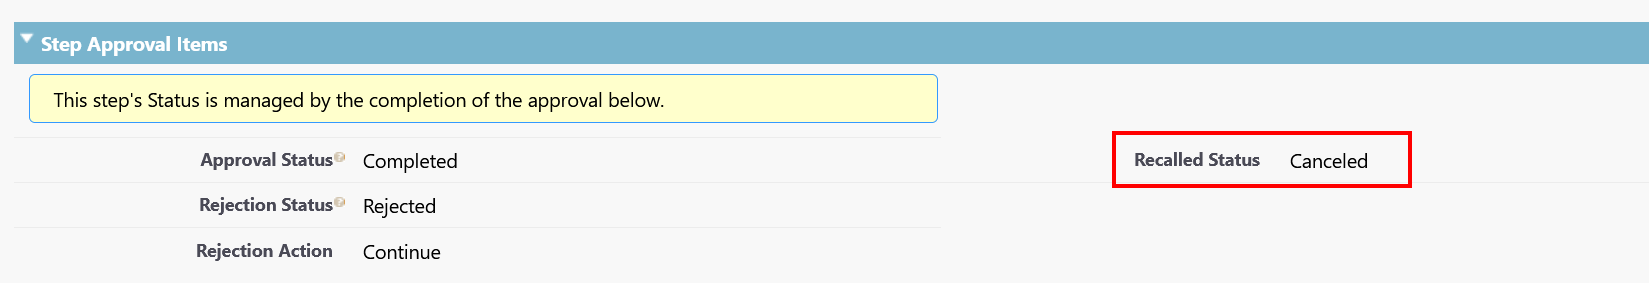 Step Approval Items
This step's Status is managed by the completion of the approval below.
Approval Status ? Completed
Recalled Status Canceled
Rejection Status ? Rejected
Rejection Action Continue